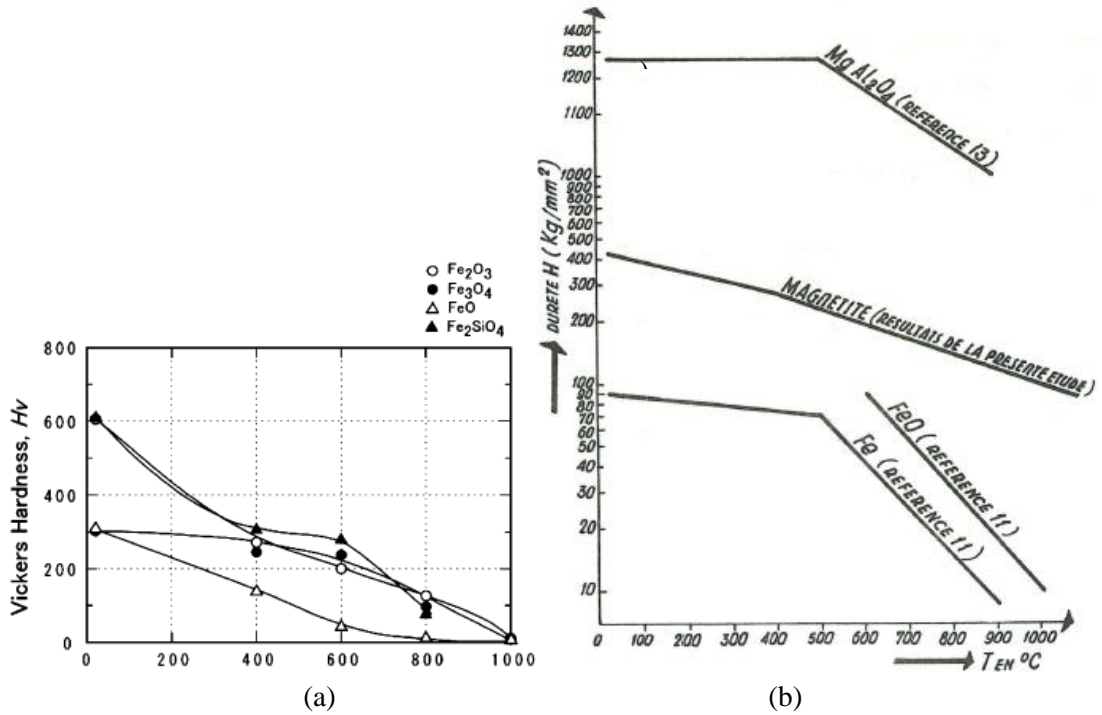 Fe₂O₃
Fe₃O₄
FeO
Fe₂SiO₄
800
600
400
200
0
Vickers Hardness, Hv
0 200 400 600 800 1000
(a)
1400
1300
1200
1100
1000
900
800
700
600
500
400
300
200
100
90
80
70
60
50
40
30
20
10
DURETE H (Kg/mm²)
Mg Al₂O₄ (REFERENCE 13)
MAGNETITE (RESULTATS DE LA PRESENTE ETUDE)
FeO (REFERENCE 11)
Fe (REFERENCE 11)
0 100 200 300 400 500 600 700 800 900 1000
T EN °C
(b)